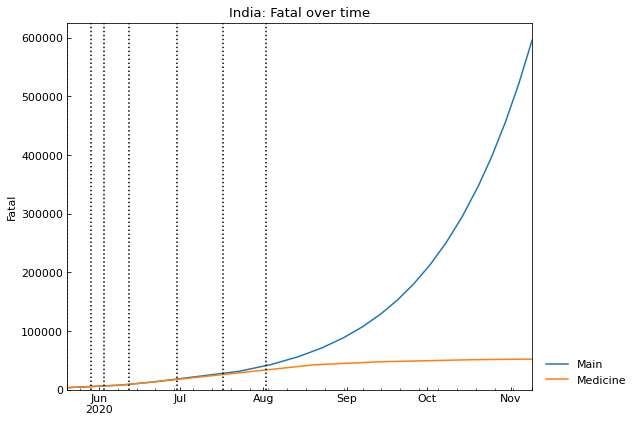 India: Fatal over time
Fatal
600000
500000
400000
300000
200000
100000
0
Jun Jul Aug Sep Oct Nov
2020
Main
Medicine